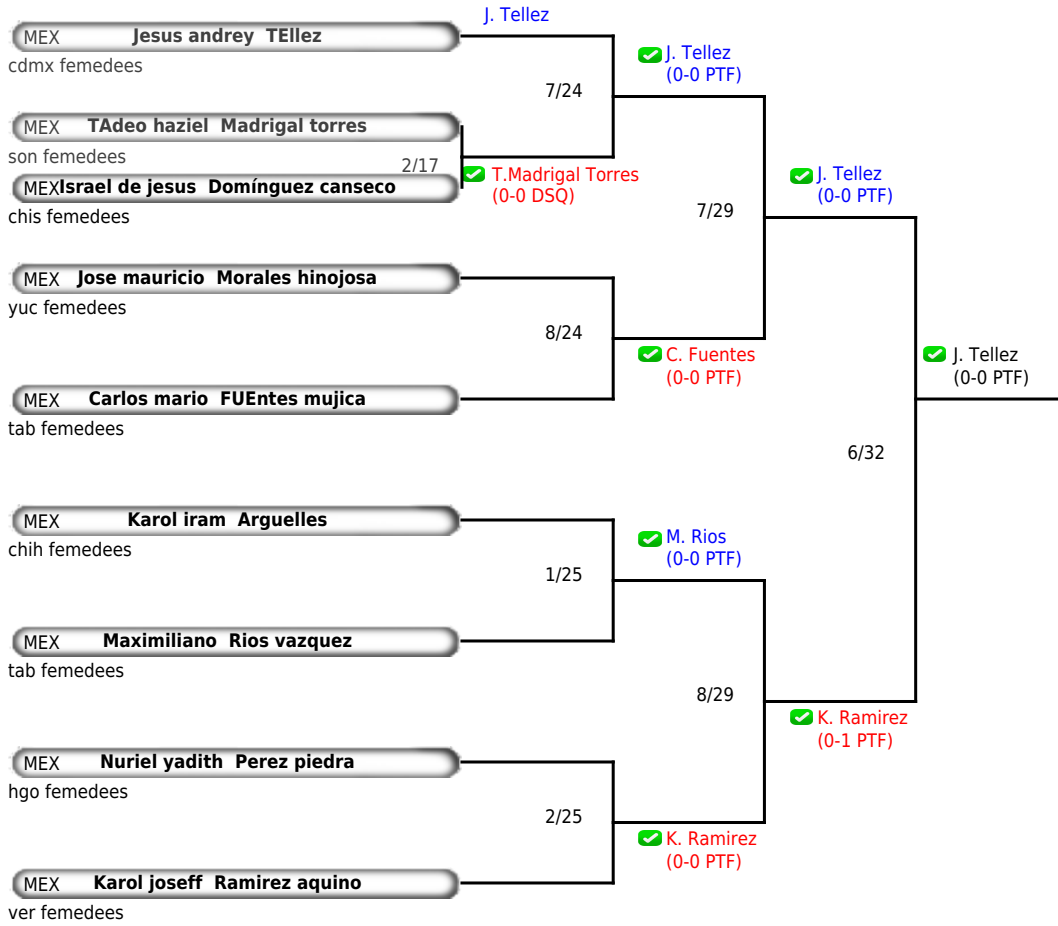 J. Tellez
MEX Jesus andrey TEllez
cdmx femedees
J. Tellez
(0-0 PTF)
7/24
MEX TAdeo haziel Madrigal torres
son femedees
2/17
T.Madrigal Torres
(0-0 DSQ)
MEX Israel de jesus Domínguez canseco
chis femedees
J. Tellez
(0-0 PTF)
7/29
MEX Jose mauricio Morales hinojosa
yuc femedees
8/24
C. Fuentes
(0-0 PTF)
J. Tellez
(0-0 PTF)
MEX Carlos mario FUEntes mujica
tab femedees
6/32
MEX Karol iram Arguelles
chih femedees
M. Rios
(0-0 PTF)
1/25
MEX Maximiliano Rios vazquez
tab femedees
8/29
K. Ramirez
(0-1 PTF)
MEX Nuriel yadith Perez piedra
hgo femedees
2/25
K. Ramirez
(0-0 PTF)
MEX Karol joseff Ramirez aquino
ver femedees